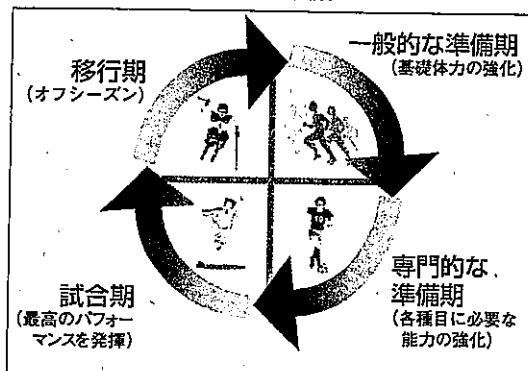 移行期
(オフシーズン)
一般的な準備期
(基礎体力の強化)
試合期
(最高のパフォー
マンスを発揮)
専門的な
準備期
(各種目に必要な
能力の強化)